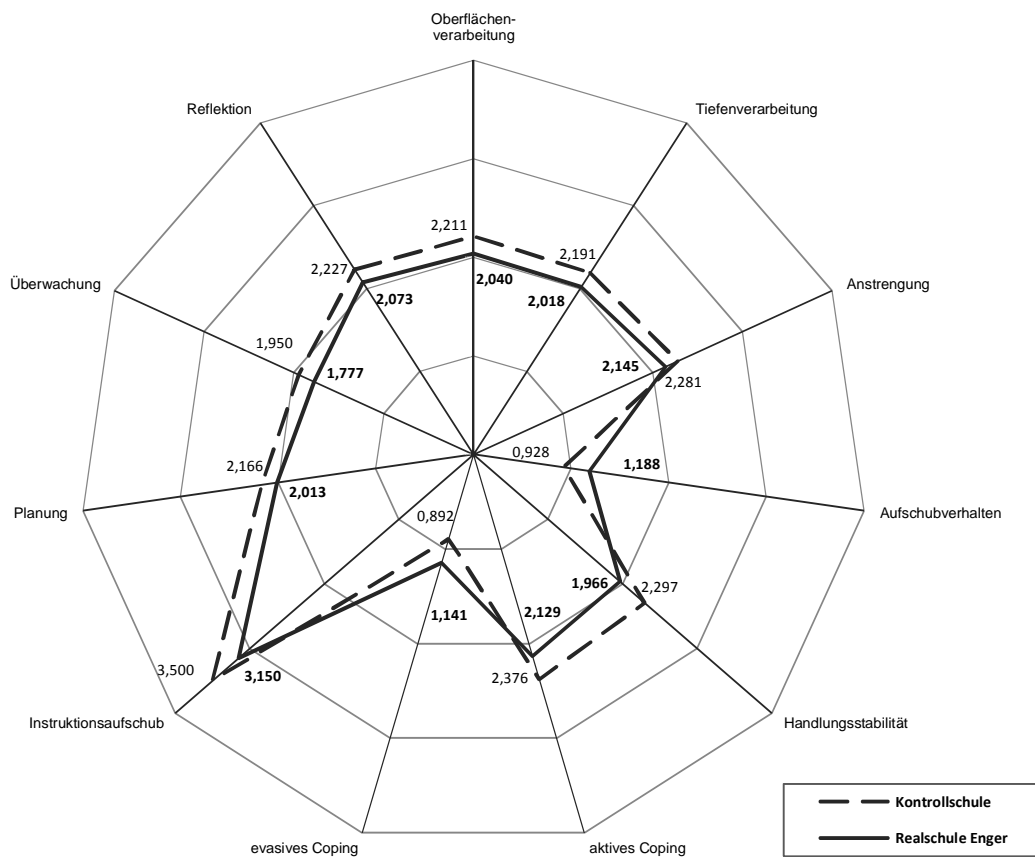 Oberflächen-
verarbeitung
Reflektion
Tiefenverarbeitung
2,211
2,191
2,227
2,040
2,018
2,073
Überwachung
Anstrengung
1,950
2,145
2,281
1,777
0,928
1,188
2,166
2,013
Planung
Aufschubverhalten
0,892
1,966
2,297
1,141
2,129
3,500
3,150
2,376
Instruktionsaufschub
Handlungsstabilität
evasives Coping
aktives Coping
Kontrollschule
Realschule Enger